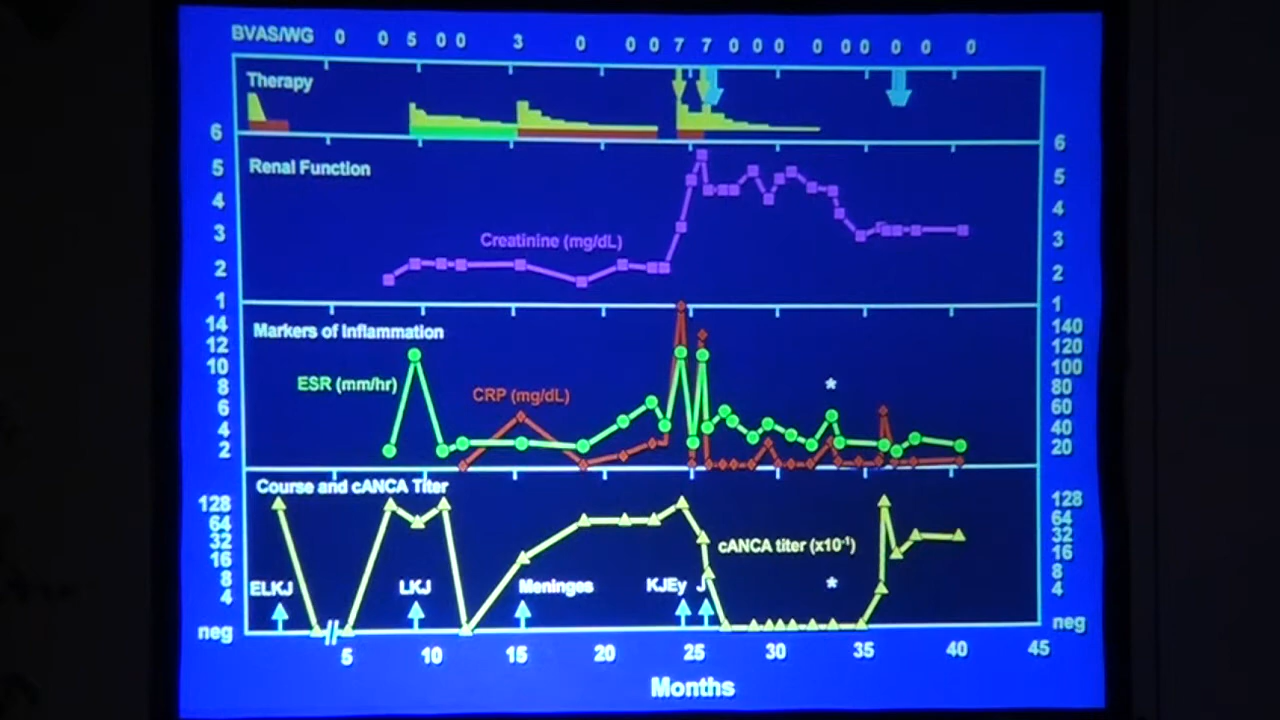 BVAS/WG 0 0 5 0 0 3 0 0 0 7 7 0 0 0 0 0 0 0 0 0
Therapy
6 6
Renal Function
5 5
4 4
Creatinine (mg/dL)
3 3
2 2
1 1
Markers of Inflammation
14 140
12 120
10 100
ESR (mm/hr) CRP (mg/dL) *
8 80
6 60
4 40
2 20
Course and cANCA Titer
128 128
64 64
32 32
cANCA titer (x10-1)
16 16
8 8
ELKJ LKJ Meninges KJEy J *
4 4
neg neg
5 10 15 20 25 30 35 40 45
Months